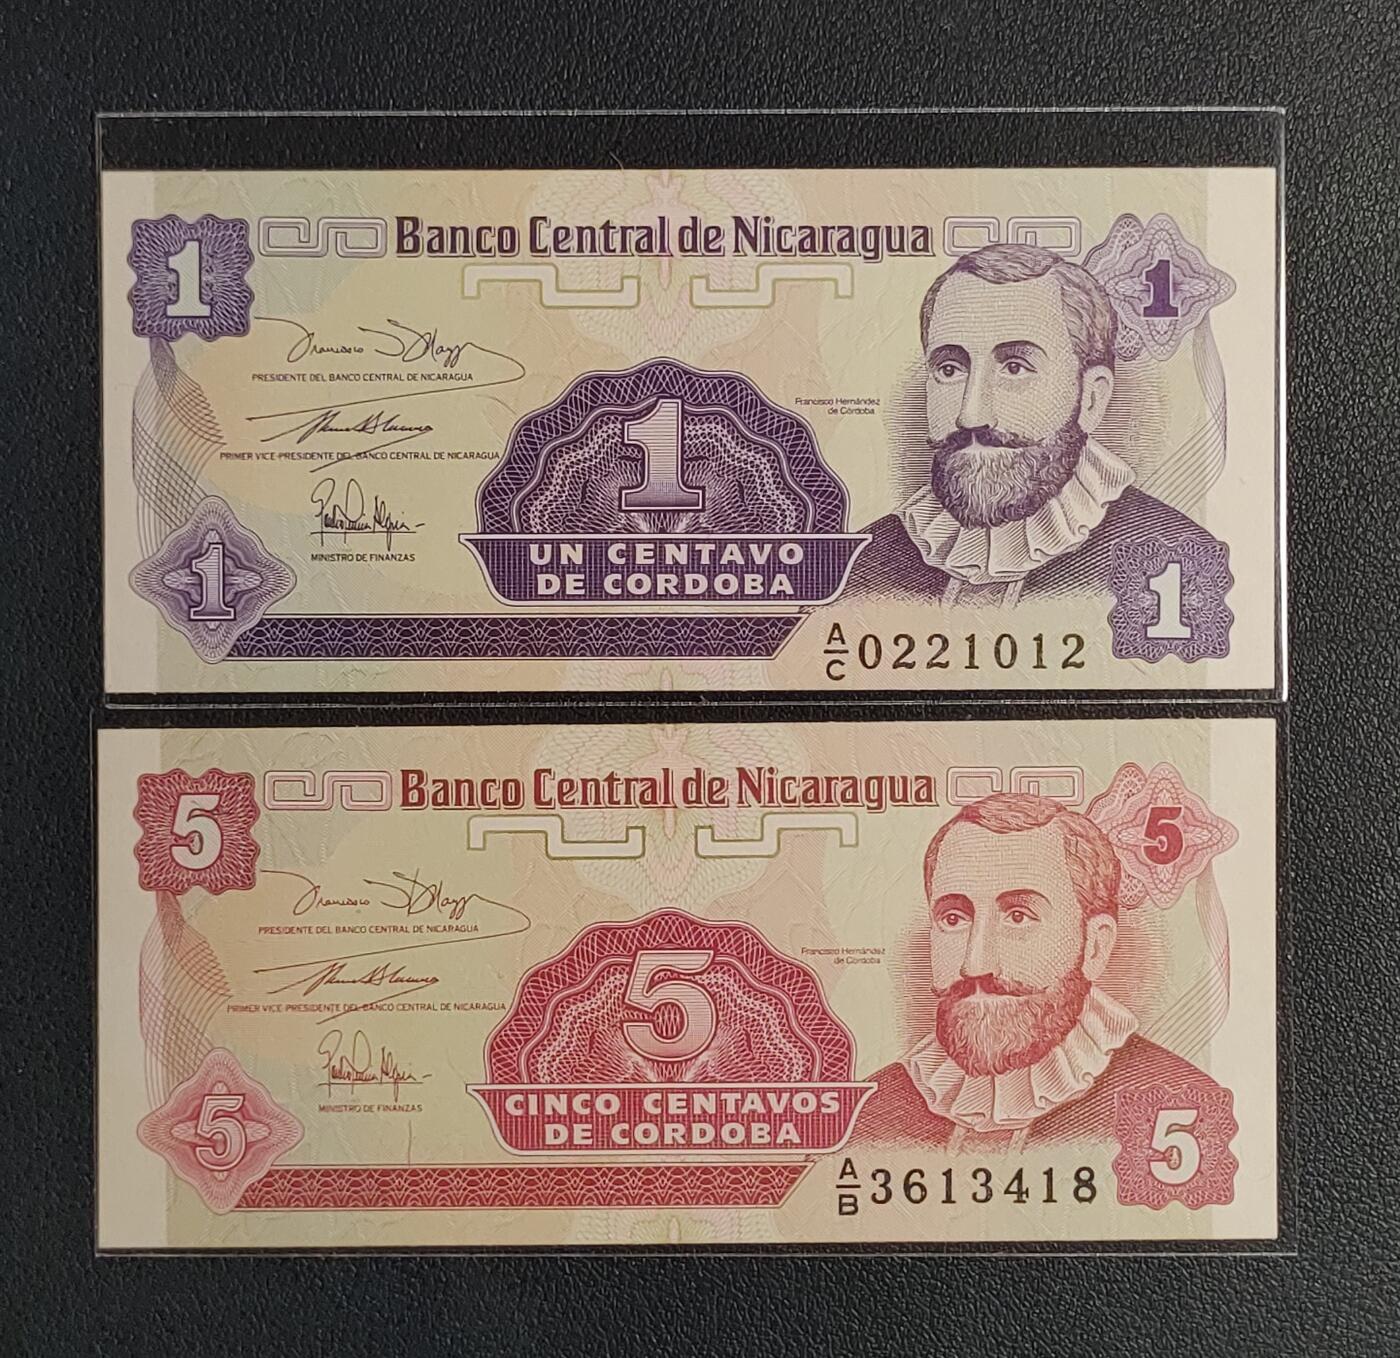 Banco Central de Nicaragua
1
1
PRESIDENTE DEL BANCO CENTRAL DE NICARAGUA
Francisco Hernández
de Córdoba
1
PRIMER VICE-PRESIDENTE DEL BANCO CENTRAL DE NICARAGUA
MINISTRO DE FINANZAS
UN CENTAVO
DE CORDOBA
1
1
A/C 0221012
Banco Central de Nicaragua
5
5
PRESIDENTE DEL BANCO CENTRAL DE NICARAGUA
Francisco Hernández
de Córdoba
5
PRIMER VICE-PRESIDENTE DEL BANCO CENTRAL DE NICARAGUA
MINISTRO DE FINANZAS
CINCO CENTAVOS
DE CORDOBA
5
5
A/B 3613418